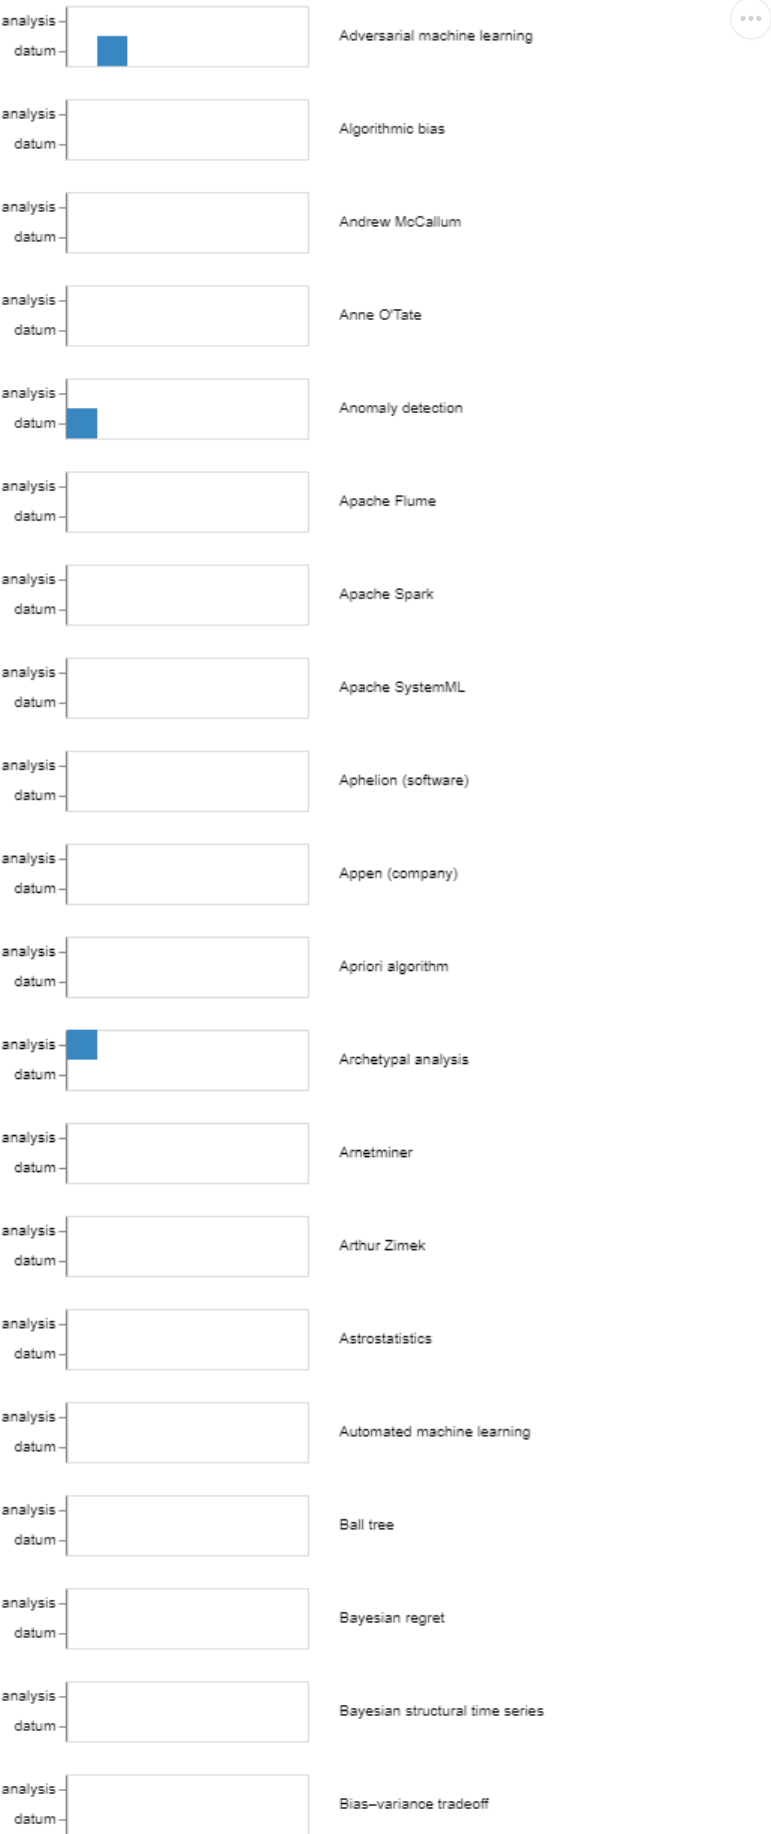 analysis
Adversarial machine learning
datum
analysis
Algorithmic bias
datum
analysis
Andrew McCallum
datum
analysis
Anne O'Tate
datum
analysis
Anomaly detection
datum
analysis
Apache Flume
datum
analysis
Apache Spark
datum
analysis
Apache SystemML
datum
analysis
Aphelion (software)
datum
analysis
Appen (company)
datum
analysis
Apriori algorithm
datum
analysis
Archetypal analysis
datum
analysis
Arnetminer
datum
analysis
Arthur Zimek
datum
analysis
Astrostatistics
datum
analysis
Automated machine learning
datum
analysis
Ball tree
datum
analysis
Bayesian regret
datum
analysis
Bayesian structural time series
datum
analysis
Bias–variance tradeoff
datum